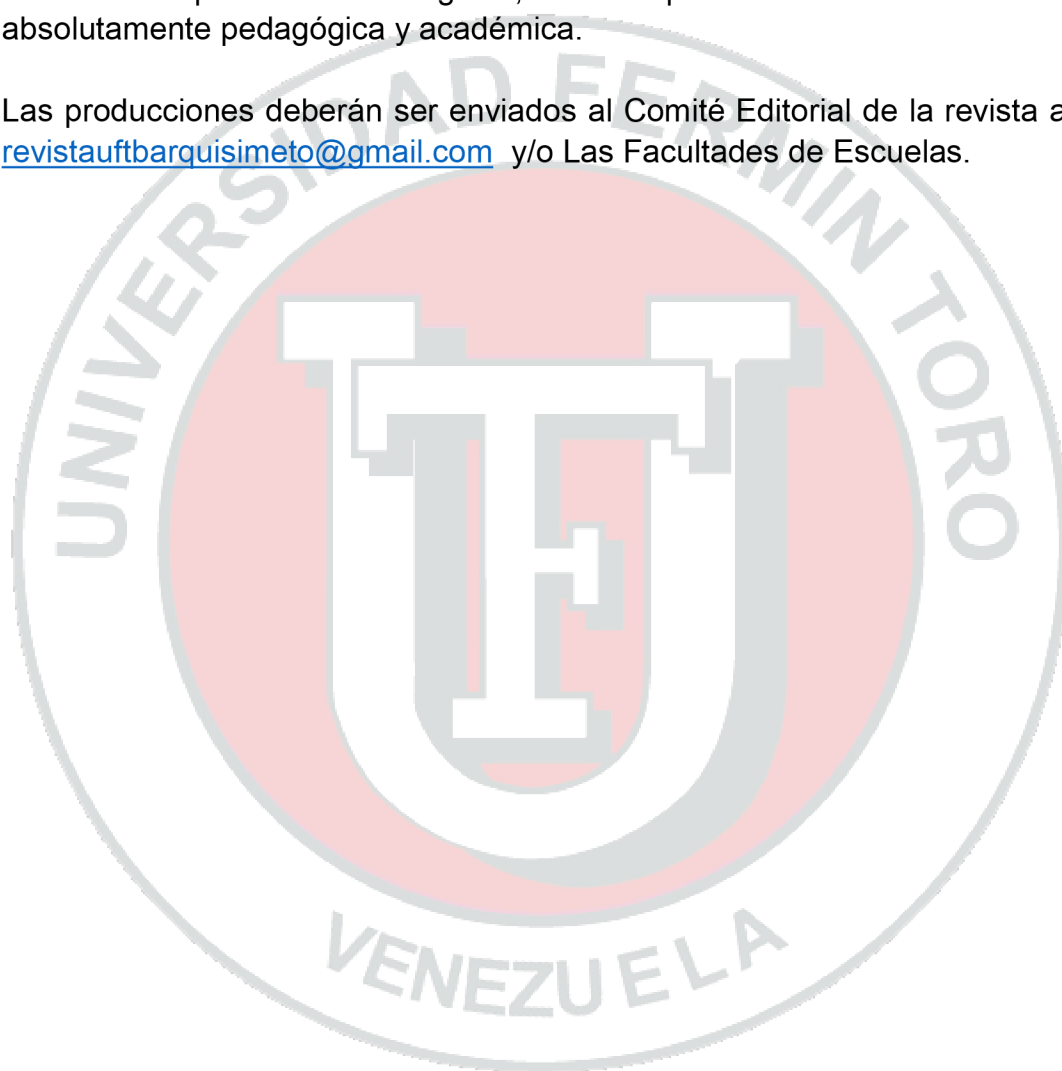 absolutamente pedagógica y académica.
Las producciones deberán ser enviados al Comité Editorial de la revista a
revistauftbarquisimeto@gmail.com y/o Las Facultades de Escuelas.
UNIVERSIDAD FERMIN TORO
UFT
VENEZUELA